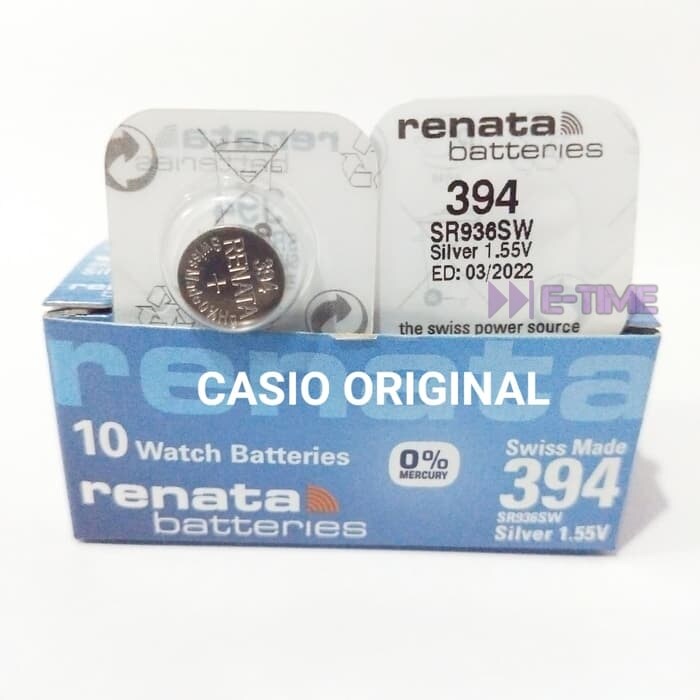 renata
batteries
394
SR936SW
Silver 1.55V
ED: 03/2022
E-TIME
the swiss power source
394
RENATA
+
renata
CASIO ORIGINAL
10 Watch Batteries
renata
batteries
0%
MERCURY
Swiss Made
394
SR936SW
Silver 1.55V